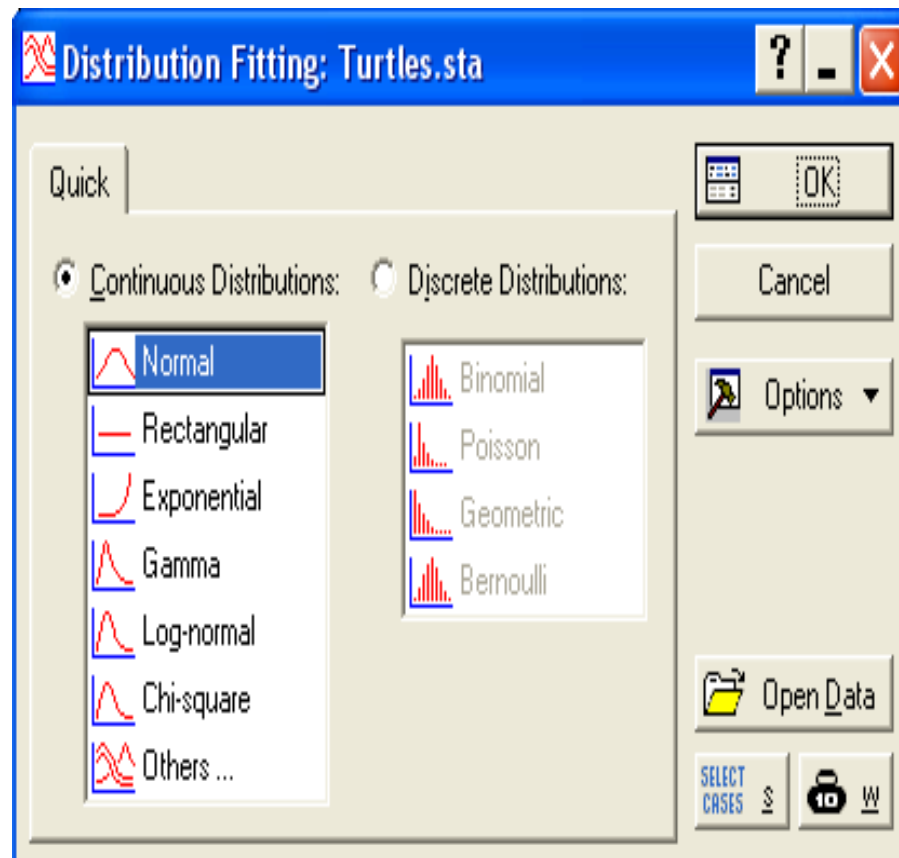 Distribution Fitting: Turtles.sta
?
Quick
OK
Continuous Distributions:
Discrete Distributions:
Cancel
Normal
Rectangular
Exponential
Gamma
Log-normal
Chi-square
Others ...
Binomial
Poisson
Geometric
Bernoulli
Options
Open Data
SELECT
CASES
S
10
W